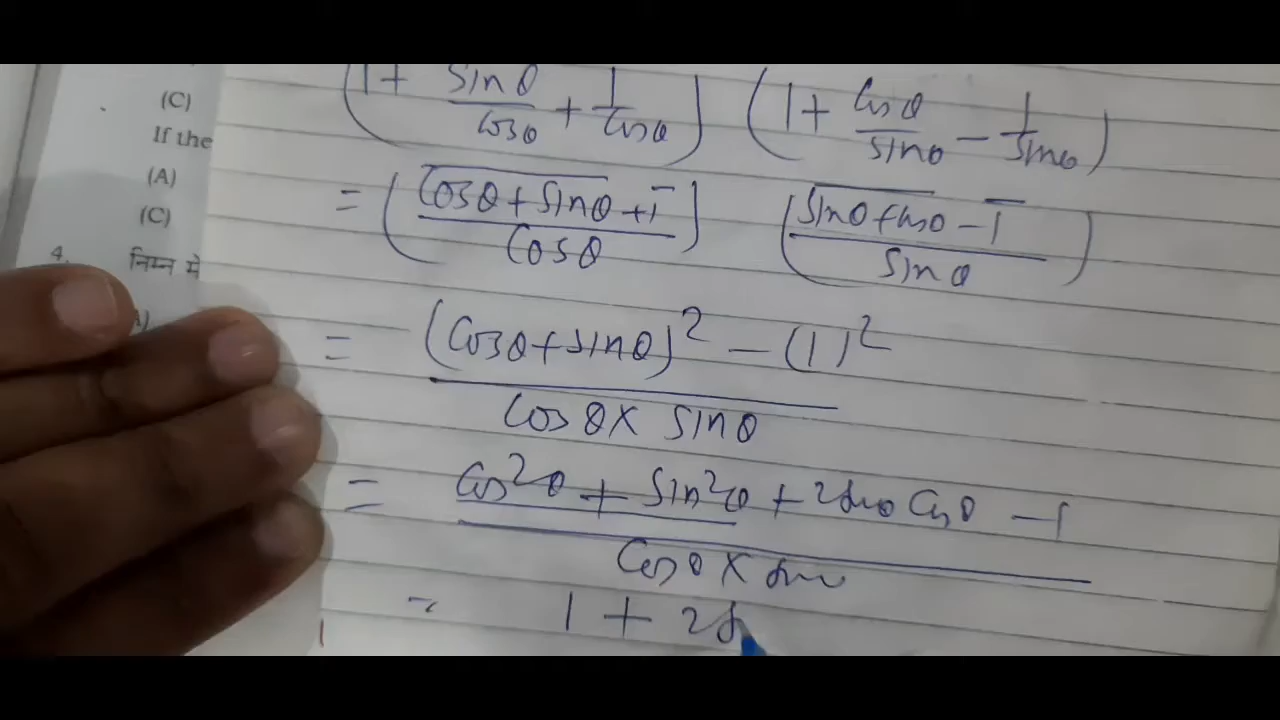 (C)
If the
(A)
(C)
4. निम्न में
A)
(1 + sinθ/cosθ + 1/cosθ) (1 + cosθ/sinθ - 1/sinθ)
= (cosθ + sinθ + 1 / cosθ) (sinθ + cosθ - 1 / sinθ)
= (cosθ + sinθ)² - (1)² / cosθ × sinθ
= cos²θ + sin²θ + 2sinθ cosθ - 1 / cosθ × sinθ
= 1 + 2s